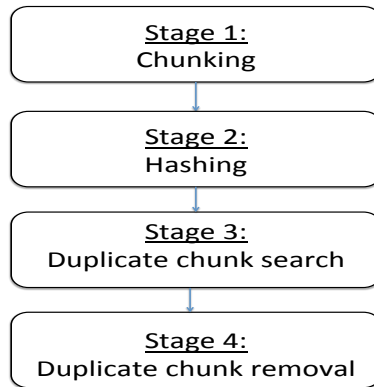 Stage 1:
Chunking
Stage 2:
Hashing
Stage 3:
Duplicate chunk search
Stage 4:
Duplicate chunk removal